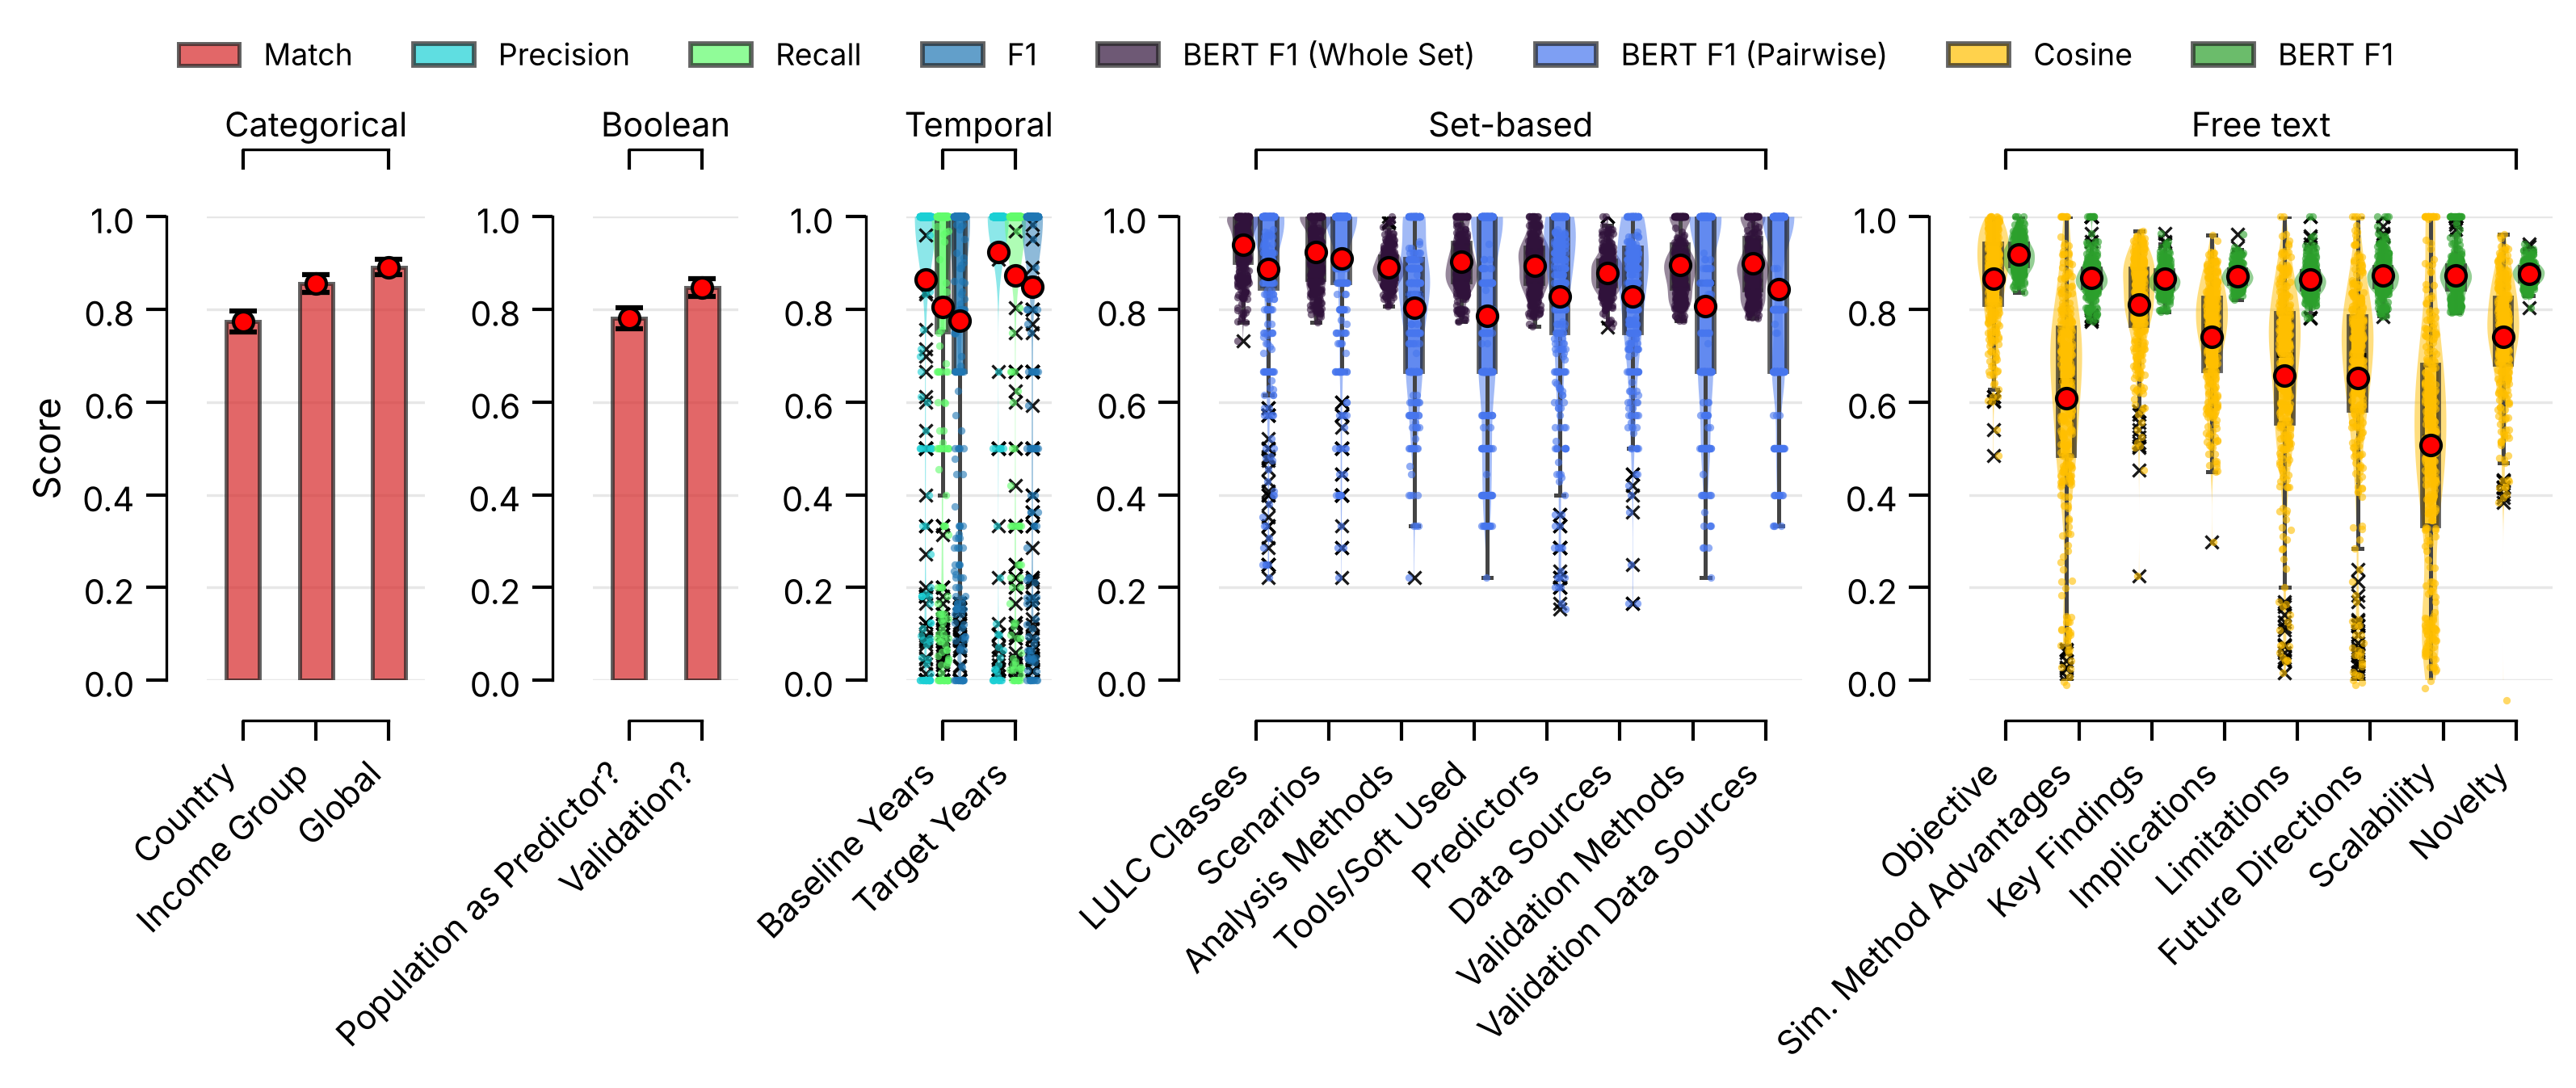 Match Precision Recall F1 BERT F1 (Whole Set) BERT F1 (Pairwise) Cosine BERT F1
Categorical Boolean Temporal Set-based Free text
Score
1.0
0.8
0.6
0.4
0.2
0.0
1.0
0.8
0.6
0.4
0.2
0.0
1.0
0.8
0.6
0.4
0.2
0.0
1.0
0.8
0.6
0.4
0.2
0.0
1.0
0.8
0.6
0.4
0.2
0.0
Country
Income Group
Global
Population as Predictor?
Validation?
Baseline Years
Target Years
LULC Classes
Scenarios
Analysis Methods
Tools/Soft Used
Predictors
Data Sources
Validation Methods
Validation Data Sources
Objective
Sim. Method Advantages
Key Findings
Implications
Limitations
Future Directions
Scalability
Novelty